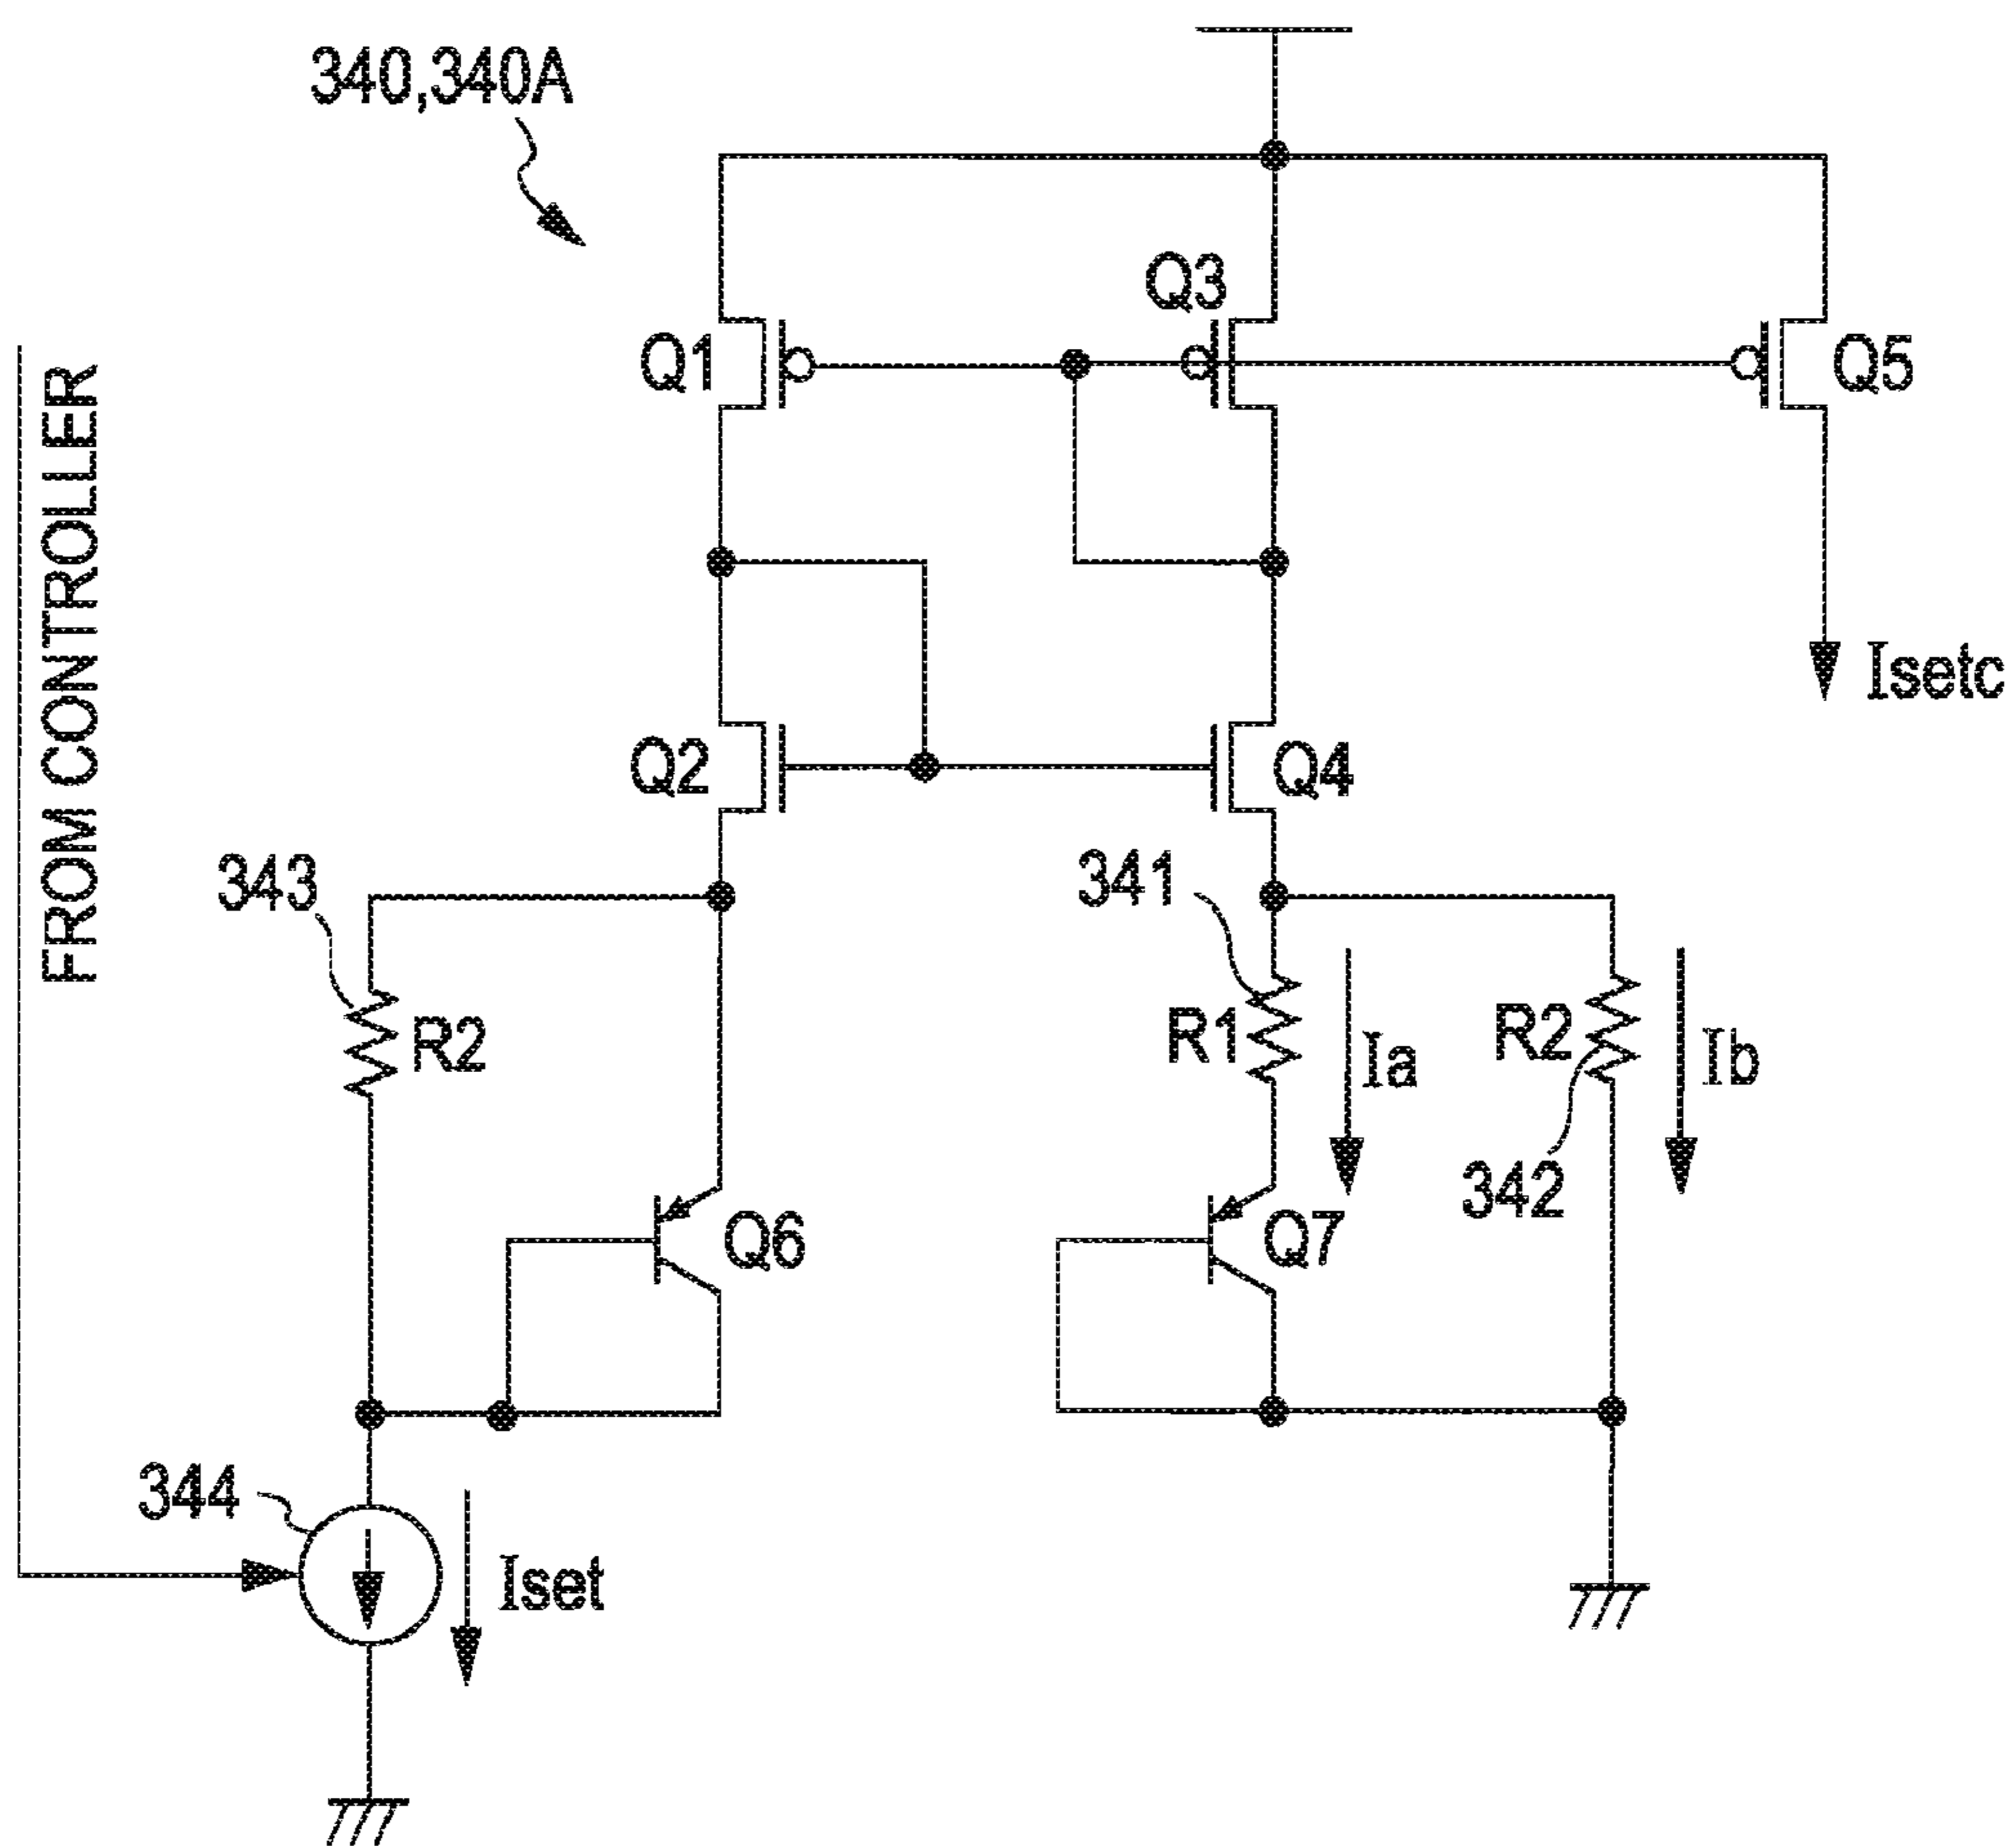 340,340A
Q3
Q1
Q5
FROM CONTROLLER
Isetc
Q2
Q4
343
341
R2
R1
Ia
R2
Ib
342
Q6
Q7
344
Iset